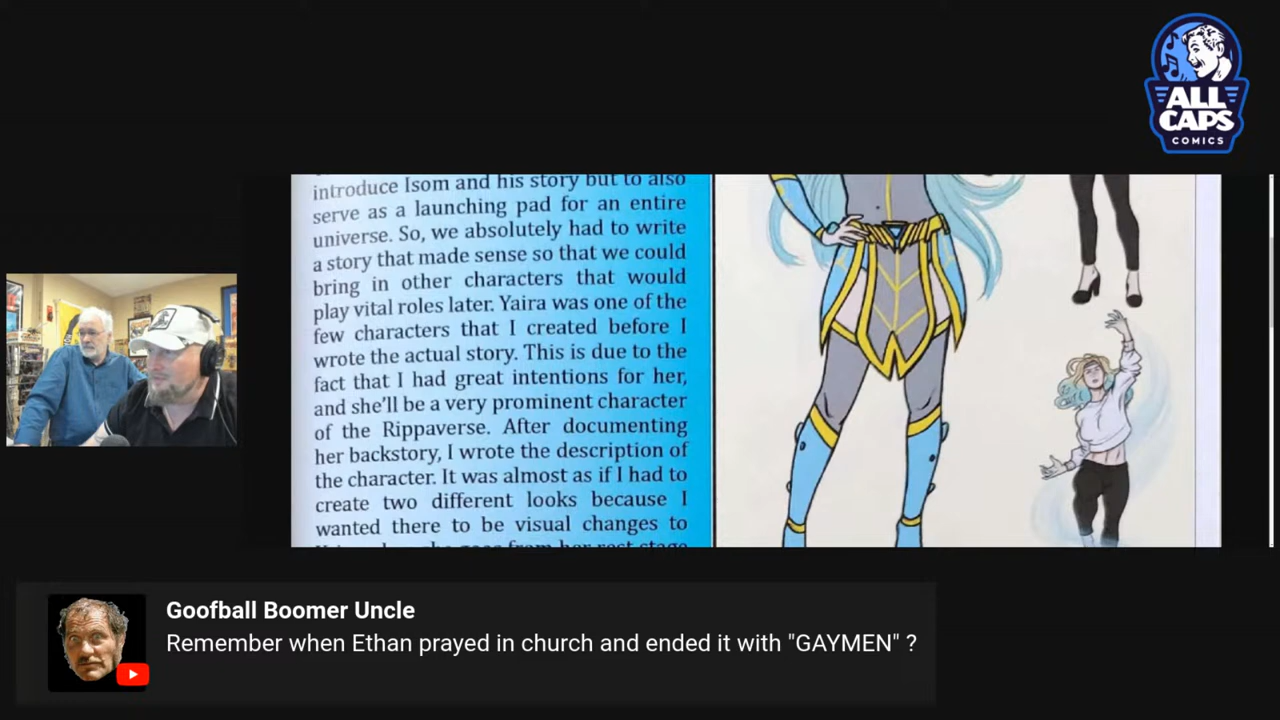 ALL
CAPS
COMICS
introduce Isom and his story but to also
serve as a launching pad for an entire
universe. So, we absolutely had to write
a story that made sense so that we could
bring in other characters that would
play vital roles later. Yaira was one of the
few characters that I created before I
wrote the actual story. This is due to the
fact that I had great intentions for her,
and she'll be a very prominent character
of the Rippaverse. After documenting
her backstory, I wrote the description of
the character. It was almost as if I had to
create two different looks because I
wanted there to be visual changes to
Goofball Boomer Uncle
Remember when Ethan prayed in church and ended it with "GAYMEN" ?